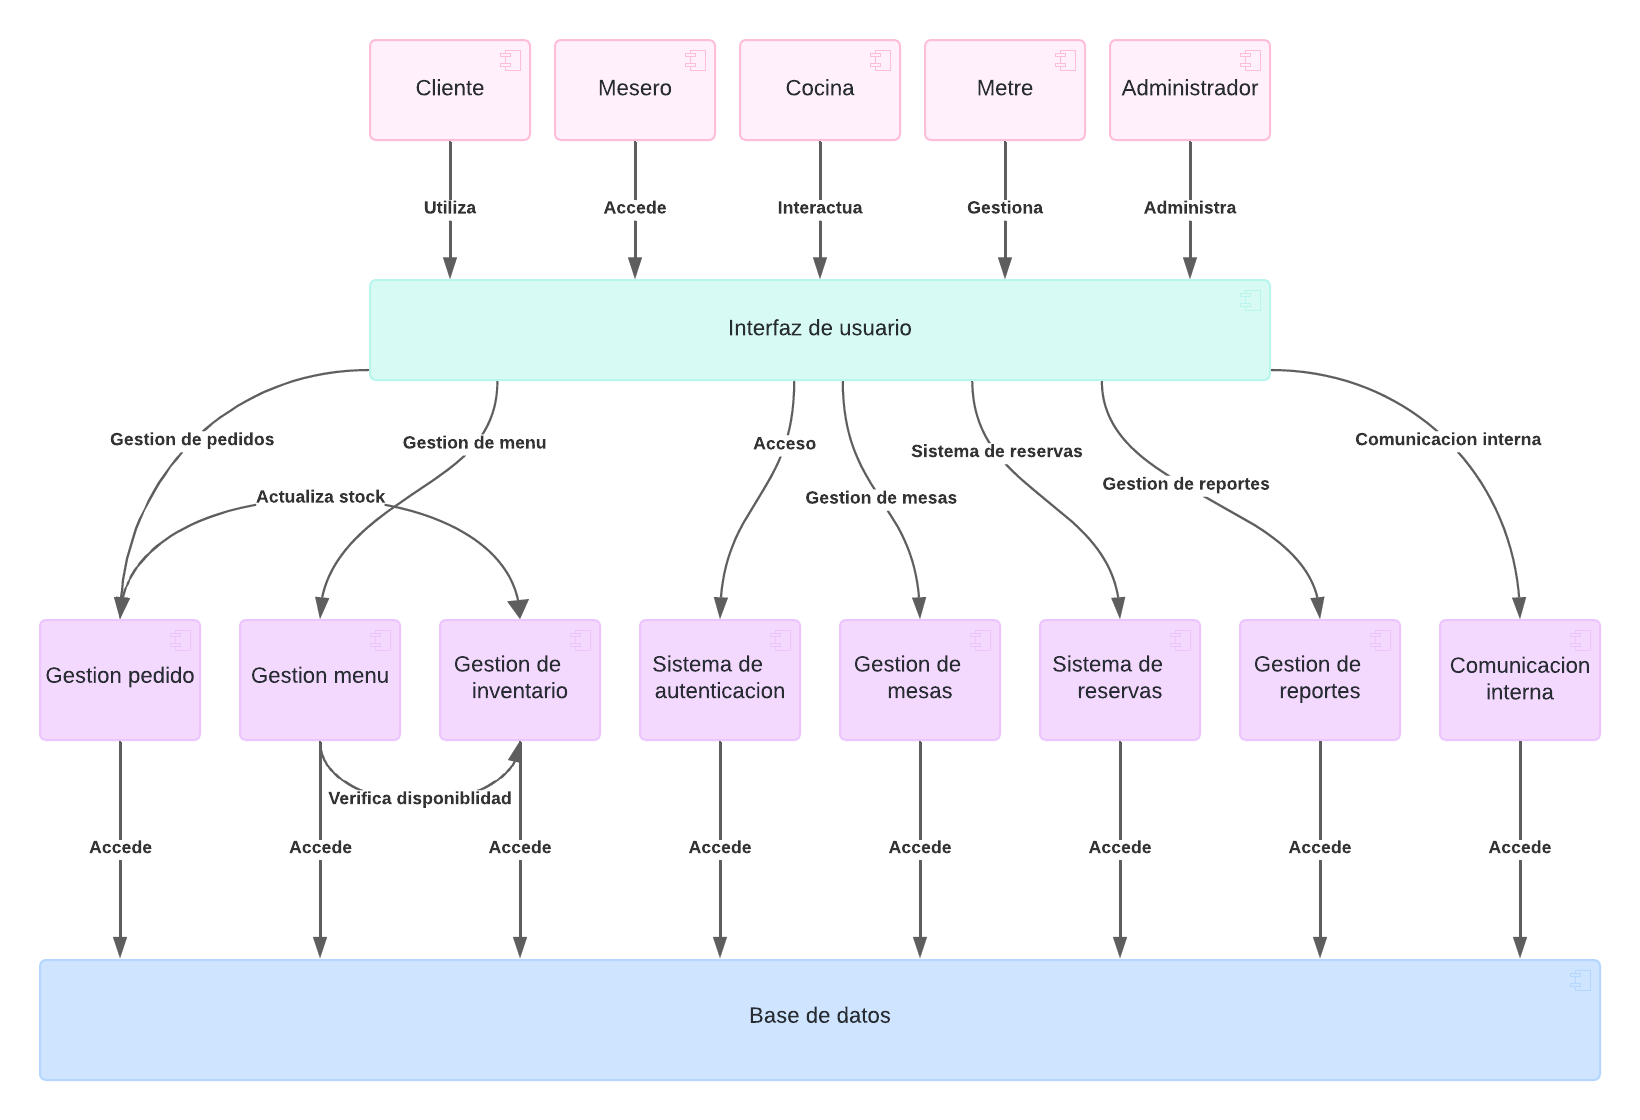 Cliente
Mesero
Cocina
Metre
Administrador
Utiliza
Accede
Interactua
Gestiona
Administra
Interfaz de usuario
Gestion de pedidos
Gestion de menu
Acceso
Sistema de reservas
Comunicacion interna
Gestion de reportes
Actualiza stock
Gestion de mesas
Gestion pedido
Gestion menu
Gestion de
inventario
Sistema de
autenticacion
Gestion de
mesas
Sistema de
reservas
Gestion de
reportes
Comunicacion
interna
Verifica disponiblidad
Accede
Accede
Accede
Accede
Accede
Accede
Accede
Accede
Base de datos